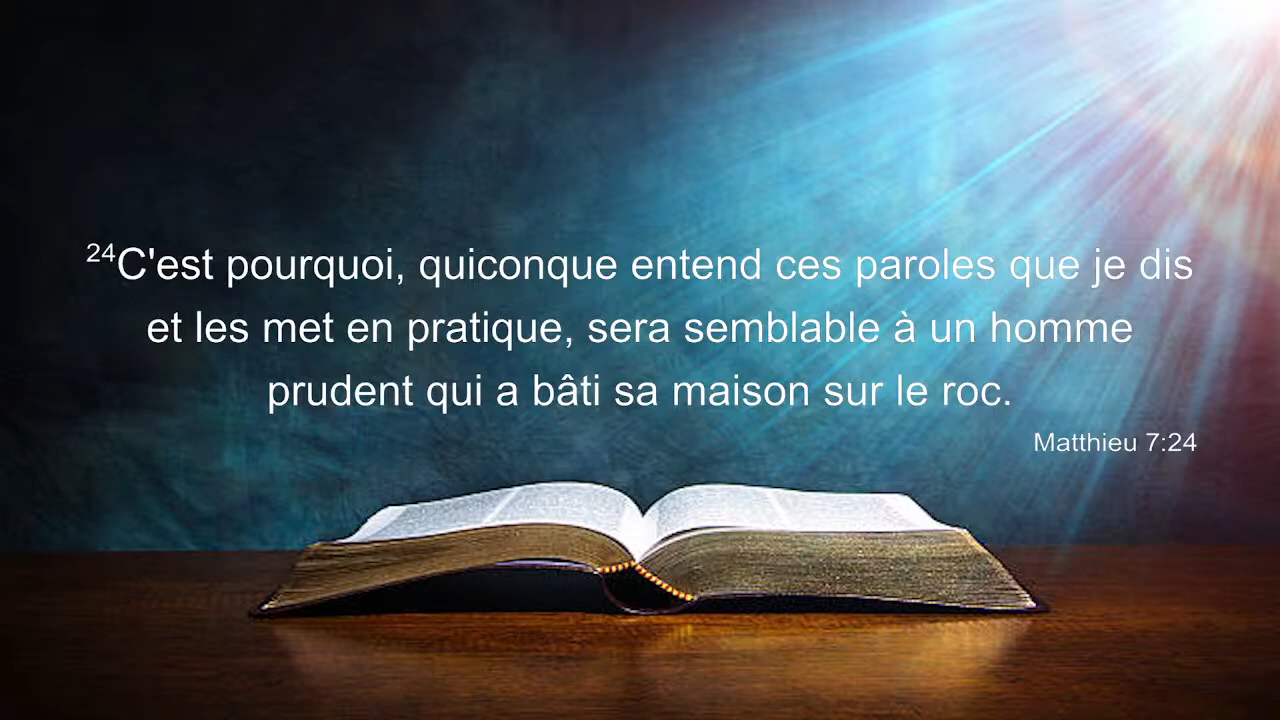 24C'est pourquoi, quiconque entend ces paroles que je dis
et les met en pratique, sera semblable à un homme
prudent qui a bâti sa maison sur le roc.
Matthieu 7:24